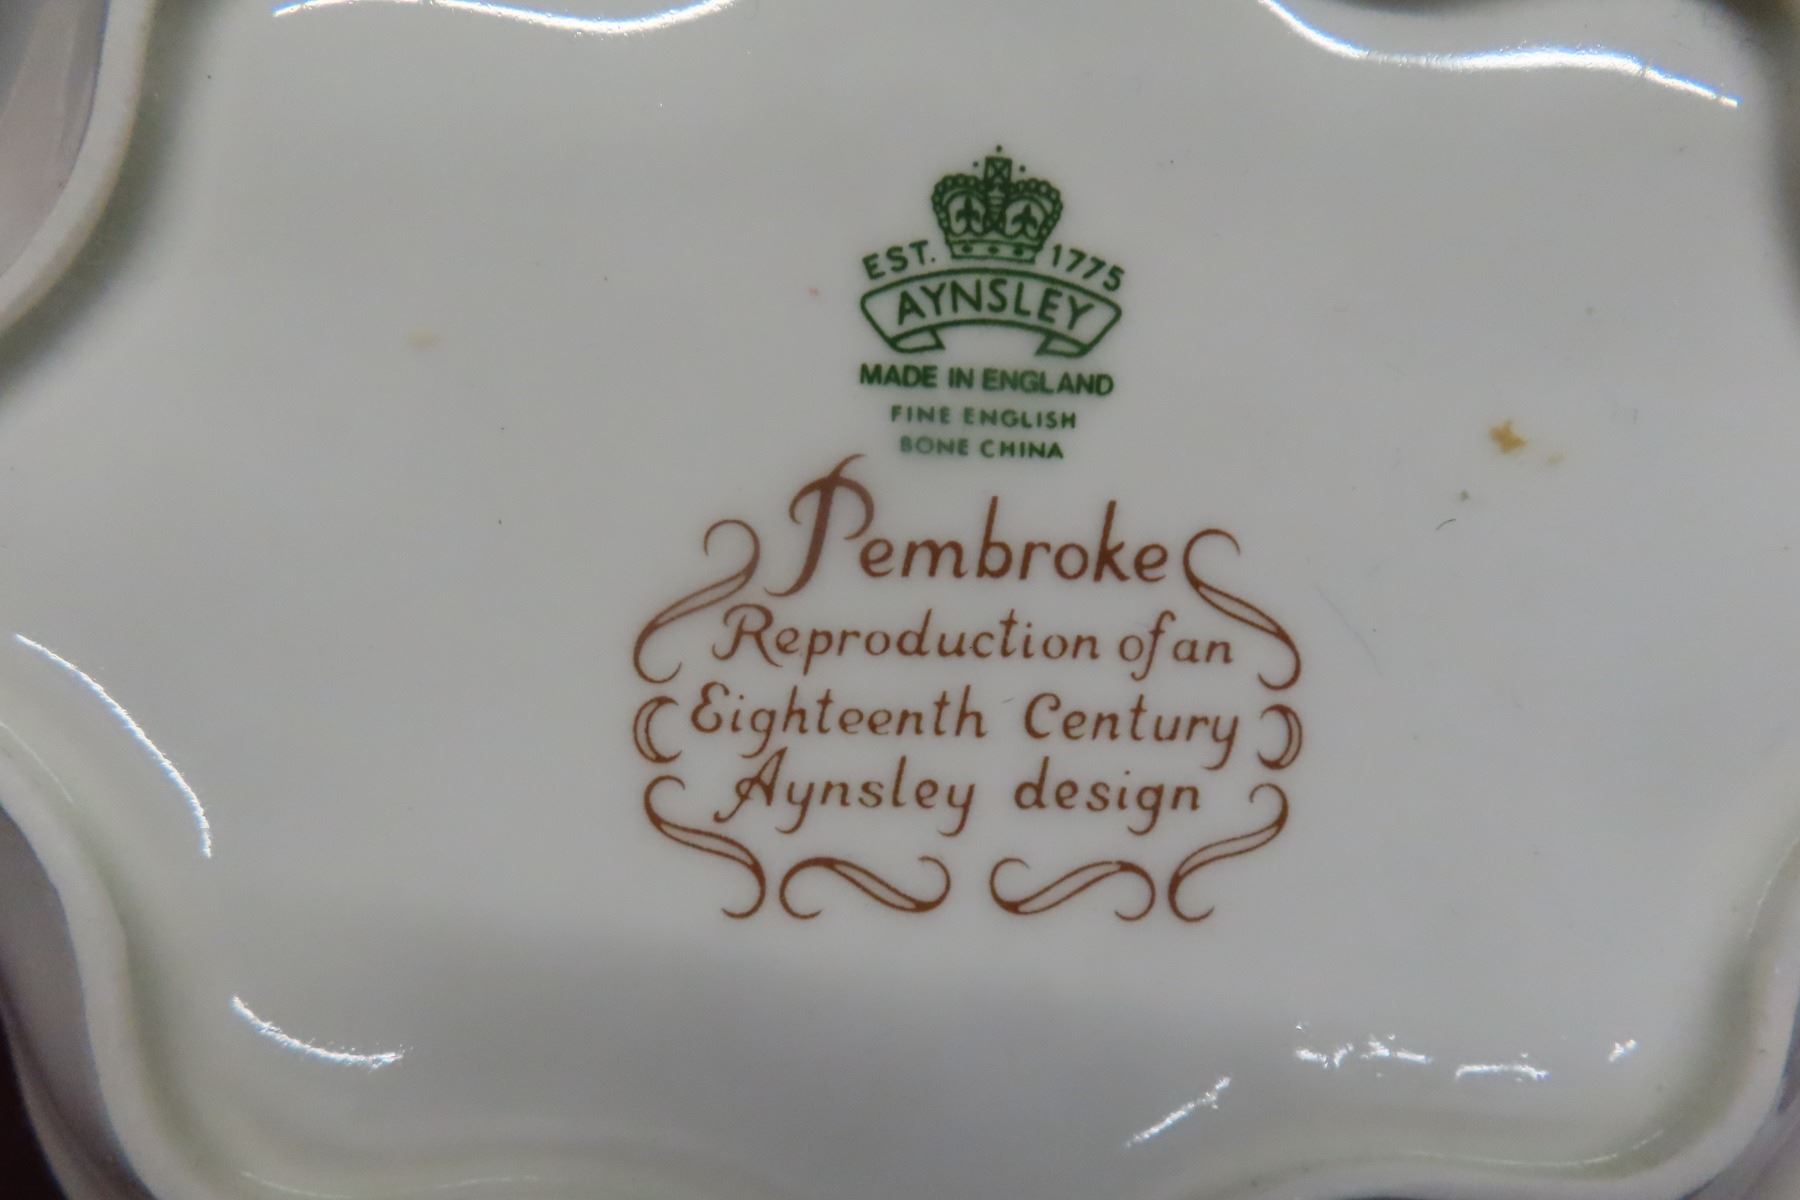 EST. 1775
AYNSLEY
MADE IN ENGLAND
FINE ENGLISH
BONE CHINA
Pembroke
Reproduction of an
Eighteenth Century
Aynsley design